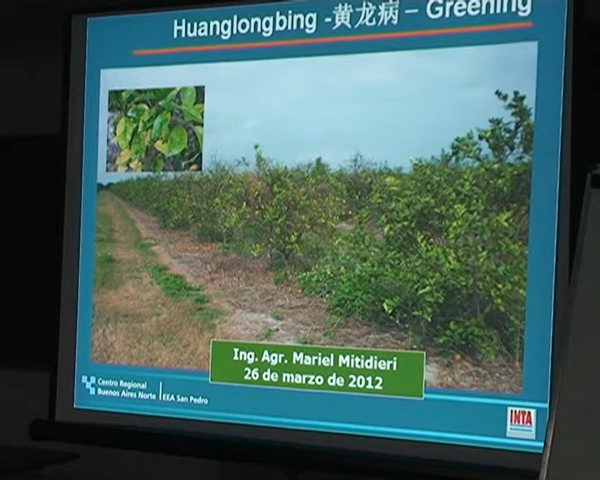 Huanglongbing -黄龙病 – Greening
Ing. Agr. Mariel Mitidieri
26 de marzo de 2012
Centro Regional
Buenos Aires Norte
EEA San Pedro
INTA